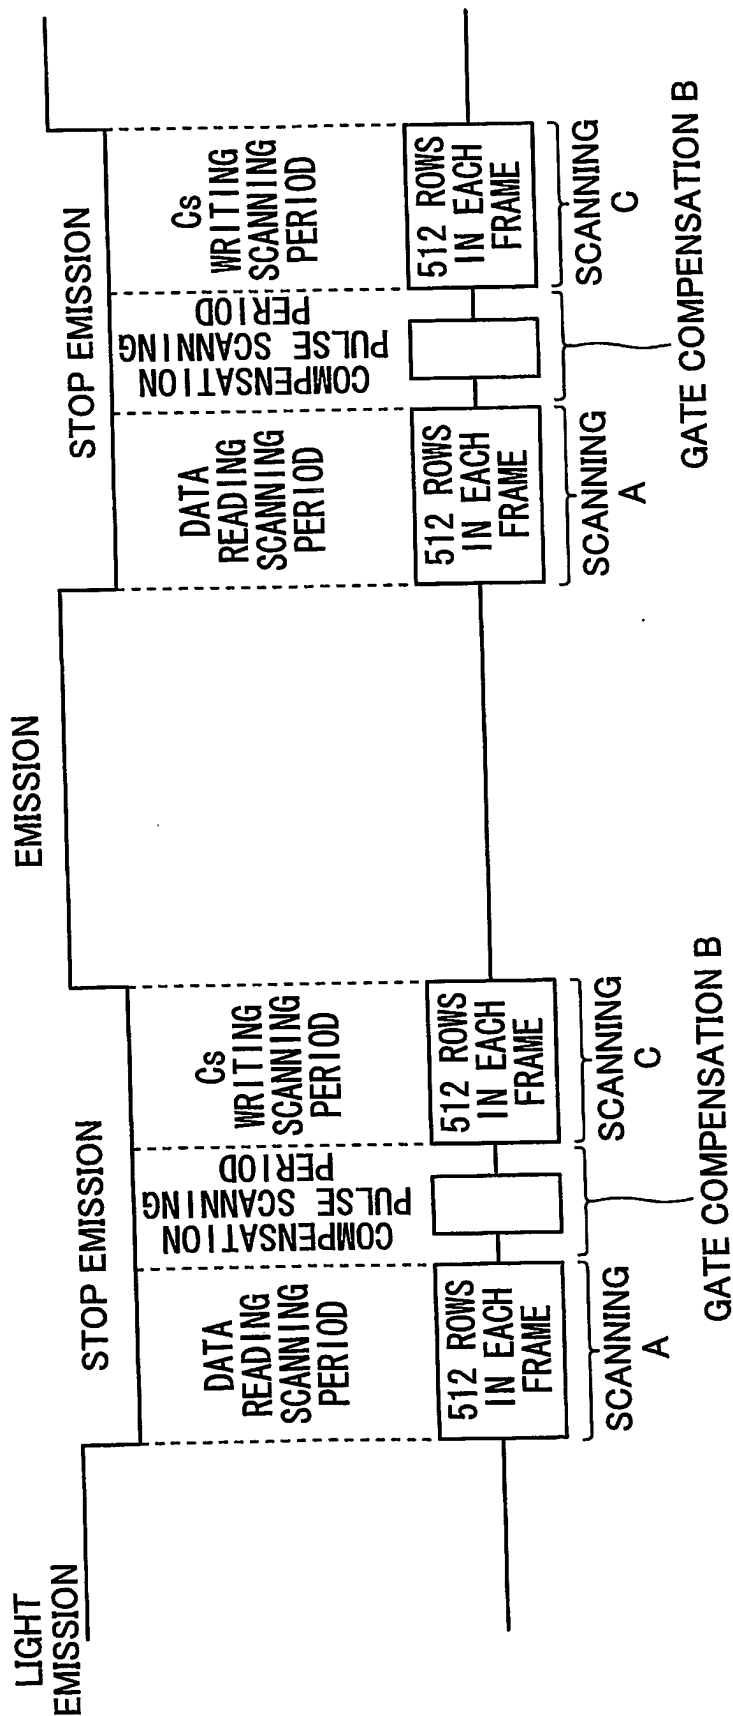 LIGHT
EMISSION
STOP EMISSION
EMISSION
STOP EMISSION
DATA
READING
SCANNING
PERIOD
COMPENSATION
PULSE SCANNING
PERIOD
Cs
WRITING
SCANNING
PERIOD
DATA
READING
SCANNING
PERIOD
COMPENSATION
PULSE SCANNING
PERIOD
Cs
WRITING
SCANNING
PERIOD
512 ROWS
IN EACH
FRAME
512 ROWS
IN EACH
FRAME
512 ROWS
IN EACH
FRAME
512 ROWS
IN EACH
FRAME
SCANNING
A
SCANNING
C
SCANNING
A
SCANNING
C
GATE COMPENSATION B
GATE COMPENSATION B